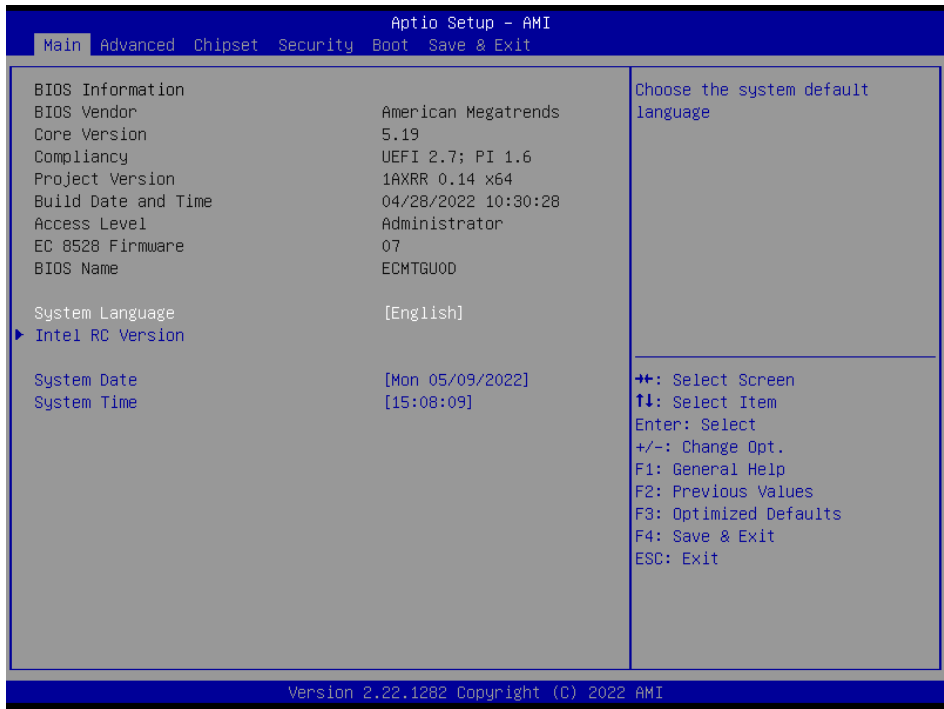 Aptio Setup – AMI
Main Advanced Chipset Security Boot Save & Exit
BIOS Information
BIOS Vendor American Megatrends
Core Version 5.19
Compliancy UEFI 2.7; PI 1.6
Project Version 1AXRR 0.14 x64
Build Date and Time 04/28/2022 10:30:28
Access Level Administrator
EC 8528 Firmware 07
BIOS Name ECMTGU0D
System Language [English]
▶ Intel RC Version
System Date [Mon 05/09/2022]
System Time [15:08:09]
Choose the system default
language
→←: Select Screen
↑↓: Select Item
Enter: Select
+/-: Change Opt.
F1: General Help
F2: Previous Values
F3: Optimized Defaults
F4: Save & Exit
ESC: Exit
Version 2.22.1282 Copyright (C) 2022 AMI